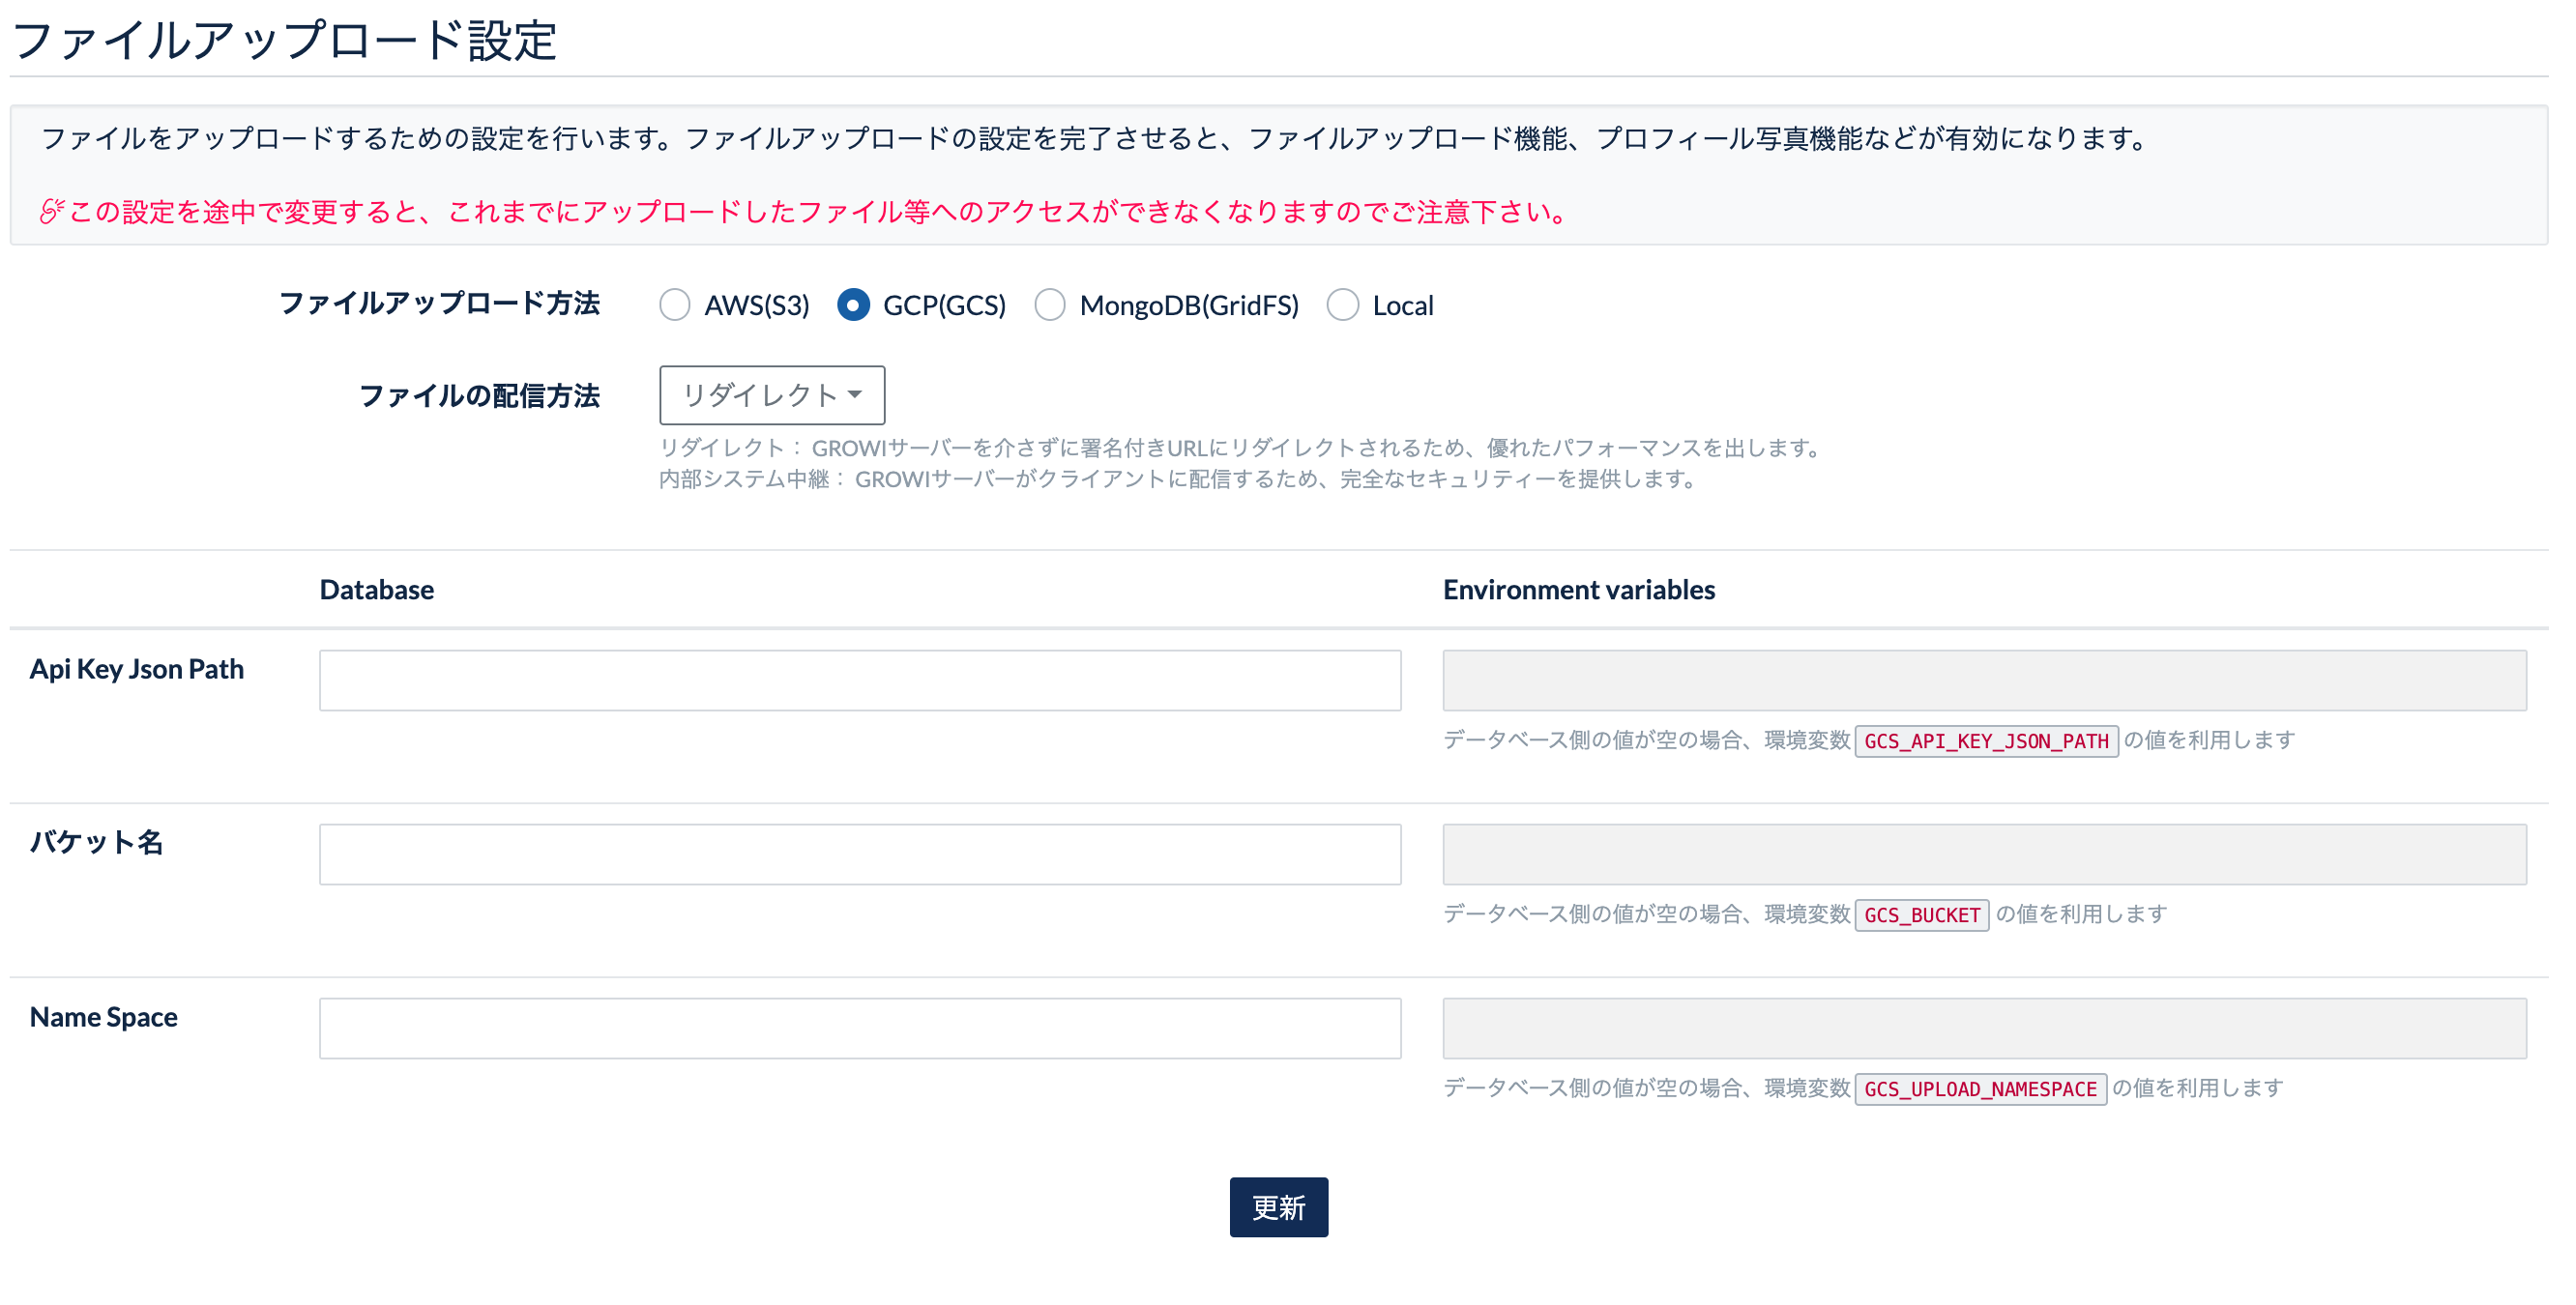 ファイルアップロード設定
ファイルをアップロードするための設定を行います。ファイルアップロードの設定を完了させると、ファイルアップロード機能、プロフィール写真機能などが有効になります。
この設定を途中で変更すると、これまでにアップロードしたファイル等へのアクセスができなくなりますのでご注意下さい。
ファイルアップロード方法 AWS(S3) GCP(GCS) MongoDB(GridFS) Local
ファイルの配信方法 リダイレクト
リダイレクト： GROWIサーバーを介さずに署名付きURLにリダイレクトされるため、優れたパフォーマンスを出します。
内部システム中継： GROWIサーバーがクライアントに配信するため、完全なセキュリティーを提供します。
Database Environment variables
Api Key Json Path
データベース側の値が空の場合、環境変数 GCS_API_KEY_JSON_PATH の値を利用します
バケット名
データベース側の値が空の場合、環境変数 GCS_BUCKET の値を利用します
Name Space
データベース側の値が空の場合、環境変数 GCS_UPLOAD_NAMESPACE の値を利用します
更新